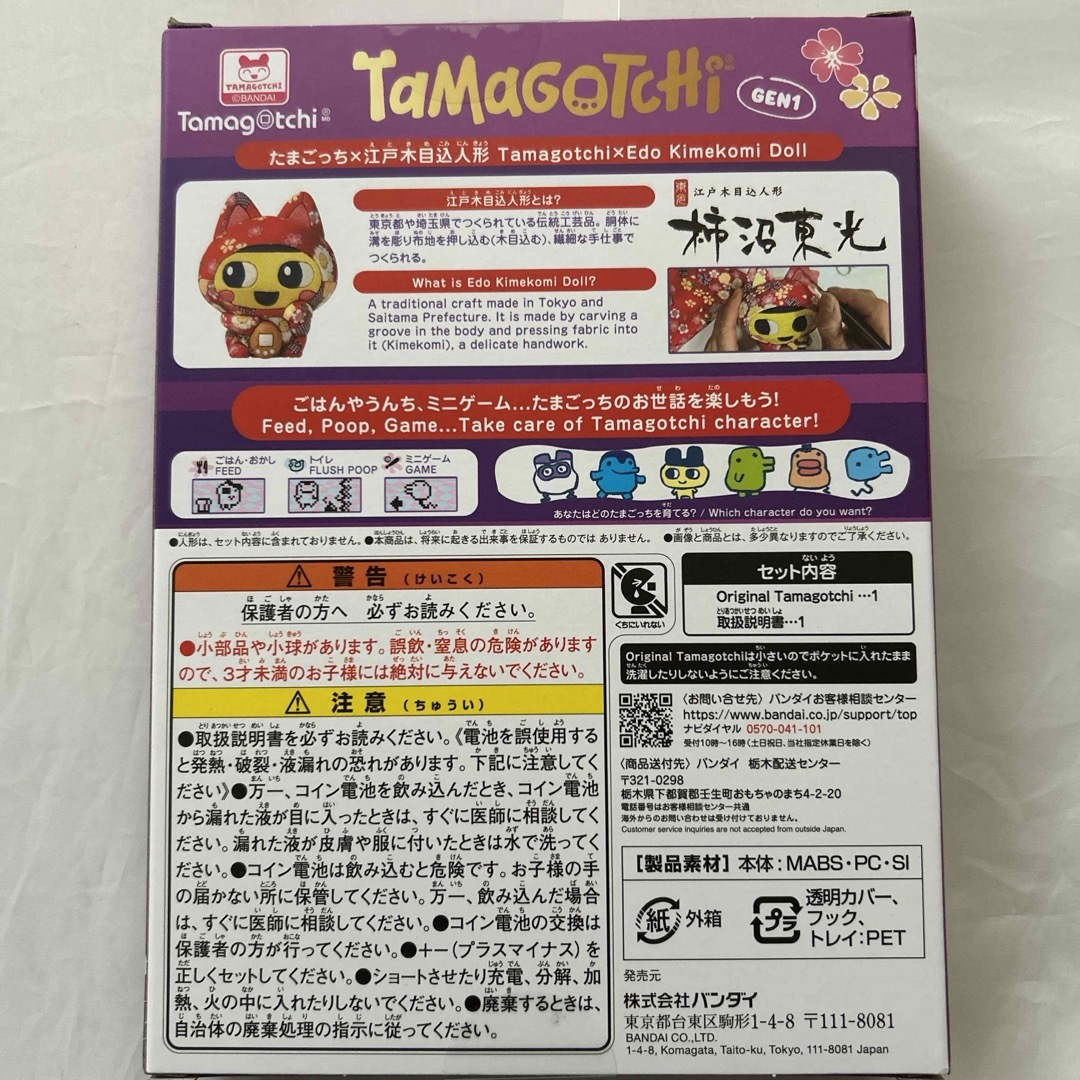 TAMAGOTCHI
©BANDAI
Tamagotchi®
TaMaGoTCHi
GEN1
たまごっち×江戸木目込人形 Tamagotchi×Edo Kimekomi Doll
江戸木目込人形とは?
東京都や埼玉県でつくられている伝統工芸品。胴体に
溝を彫り布地を押し込む(木目込む)、繊細な手仕事で
つくられる。
What is Edo Kimekomi Doll?
A traditional craft made in Tokyo and
Saitama Prefecture. It is made by carving a
groove in the body and pressing fabric into
it (Kimekomi), a delicate handwork.
江戸木目込人形
柿沼東光
ごはんやうんち、ミニゲーム...たまごっちのお世話を楽しもう!
Feed, Poop, Game...Take care of Tamagotchi character!
ごはん・おかし
FEED
トイレ
FLUSH POOP
ミニゲーム
GAME
あなたはどのたまごっちを育てる? / Which character do you want?
●人形は、セット内容に含まれておりません。●本商品は、将来に起きる出来事を保証するものでは ありません。 ●画像と商品とは、多少異なりますのでご了承ください。
警告 (けいこく)
保護者の方へ 必ずお読みください。
●小部品や小球があります。誤飲・窒息の危険があります
ので、3才未満のお子様には絶対に与えないでください。
注意 (ちゅうい)
●取扱説明書を必ずお読みください。《電池を誤使用する
と発熱・破裂・液漏れの恐れがあります。下記に注意してく
ださい》●万一、コイン電池を飲み込んだとき、コイン電池
から漏れた液が目に入ったときは、すぐに医師に相談して
ください。漏れた液が皮膚や服に付いたときは水で洗ってく
ださい。●コイン電池は飲み込むと危険です。お子様の手
の届かない所に保管してください。万一、飲み込んだ場合
は、すぐに医師に相談してください。●コイン電池の交換は
保護者の方が行ってください。●+−(プラスマイナス)を
正しくセットしてください。●ショートさせたり充電、分解、加
熱、火の中に入れたりしないでください。●廃棄するときは、
自治体の廃棄処理の指示に従ってください。
くちにいれない
セット内容
Original Tamagotchi …1
取扱説明書…1
Original Tamagotchiは小さいのでポケットに入れたまま
洗濯したりしないようにご注意ください。
〈お問い合せ先〉バンダイお客様相談センター
https://www.bandai.co.jp/support/top
ナビダイヤル 0570-041-101
受付10時〜16時(土日祝日、当社指定休業日を除く)
〈商品送付先〉バンダイ 栃木配送センター
〒321-0298
栃木県下都賀郡壬生町おもちゃのまち4-2-20
電話番号はお客様相談センター共通
海外からのお問い合わせは受け付けておりません。
Customer service inquiries are not accepted from outside Japan.
[製品素材] 本体:MABS・PC・SI
紙 外箱
プラ
透明カバー、
フック、
トレイ:PET
発売元
株式会社バンダイ
東京都台東区駒形1-4-8 〒111-8081
BANDAI CO.,LTD.
1-4-8, Komagata, Taito-ku, Tokyo, 111-8081 Japan